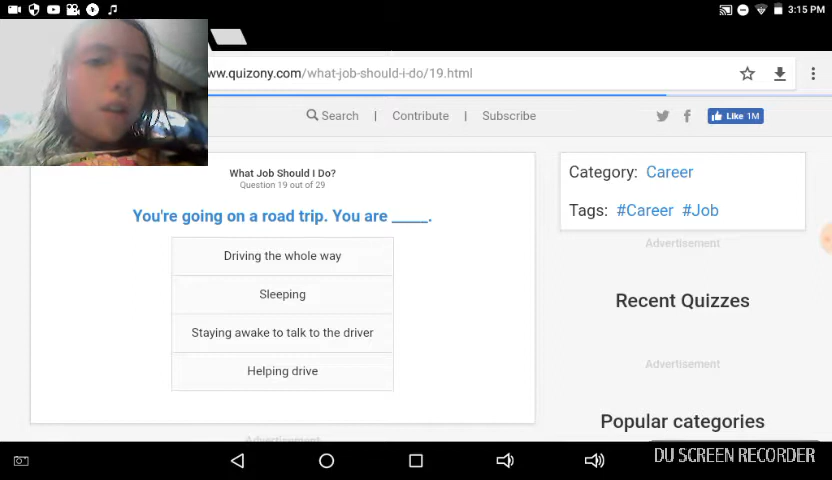 3:15 PM
ww.quizony.com/what-job-should-i-do/19.html
Search | Contribute | Subscribe
Like 1M
What Job Should I Do?
Question 19 out of 29
You're going on a road trip. You are _____.
Driving the whole way
Sleeping
Staying awake to talk to the driver
Helping drive
Advertisement
Category: Career
Tags: #Career #Job
Advertisement
Recent Quizzes
Advertisement
Popular categories
DU SCREEN RECORDER